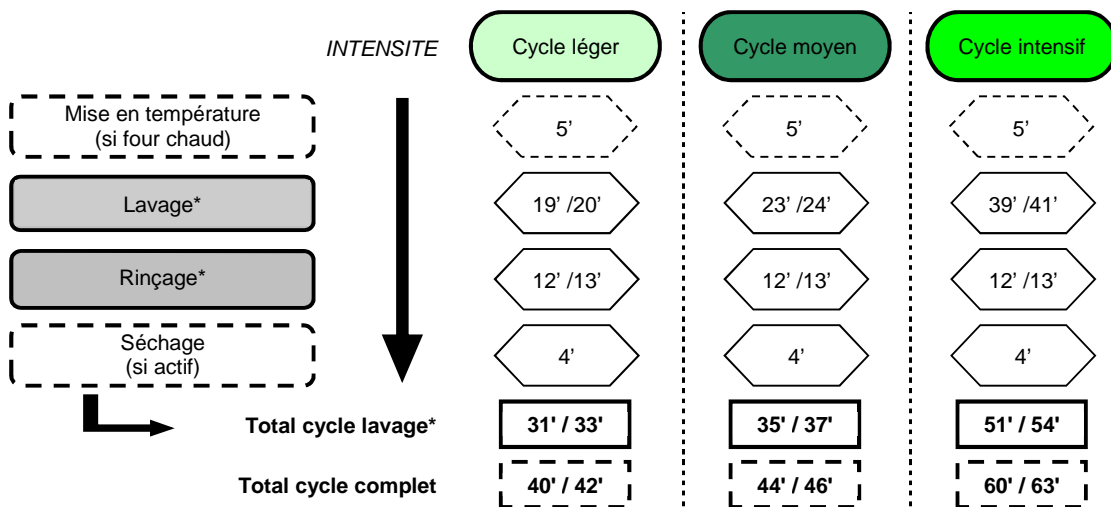 INTENSITE
Cycle léger
Cycle moyen
Cycle intensif
Mise en température
(si four chaud)
5’
5’
5’
Lavage*
19’ /20’
23’ /24’
39’ /41’
Rinçage*
12’ /13’
12’ /13’
12’ /13’
Séchage
(si actif)
4’
4’
4’
Total cycle lavage*
31' / 33'
35' / 37'
51' / 54'
Total cycle complet
40' / 42'
44' / 46'
60' / 63'